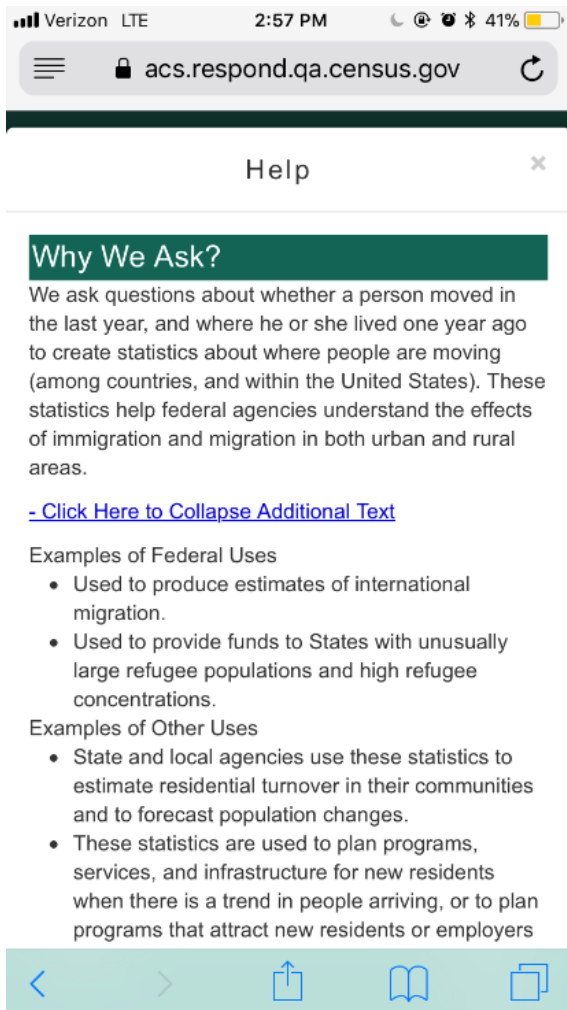 Verizon LTE 2:57 PM 41%
acs.respond.qa.census.gov
Help ×
Why We Ask?
We ask questions about whether a person moved in
the last year, and where he or she lived one year ago
to create statistics about where people are moving
(among countries, and within the United States). These
statistics help federal agencies understand the effects
of immigration and migration in both urban and rural
areas.
- Click Here to Collapse Additional Text
Examples of Federal Uses
• Used to produce estimates of international
migration.
• Used to provide funds to States with unusually
large refugee populations and high refugee
concentrations.
Examples of Other Uses
• State and local agencies use these statistics to
estimate residential turnover in their communities
and to forecast population changes.
• These statistics are used to plan programs,
services, and infrastructure for new residents
when there is a trend in people arriving, or to plan
programs that attract new residents or employers